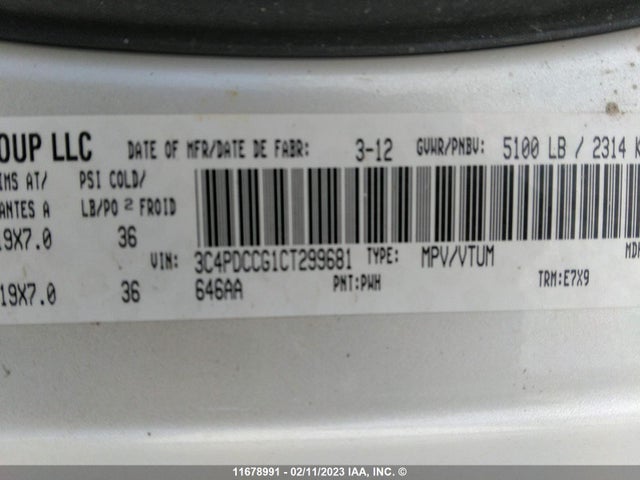 OUP LLC DATE OF MFR/DATE DE FABR: 3-12 GVWR/PNBV: 5100 LB / 2314 K
IMS AT/ PSI COLD/
ANTES A LB/PO 2 FROID
19X7.0 36
VIN: 3C4PDCCG1CT299681 TYPE: MPV/VTUM MDH
19X7.0 36 646AA PNT:PWH TRM:E7X9
11678991 - 02/11/2023 IAA, INC. ©